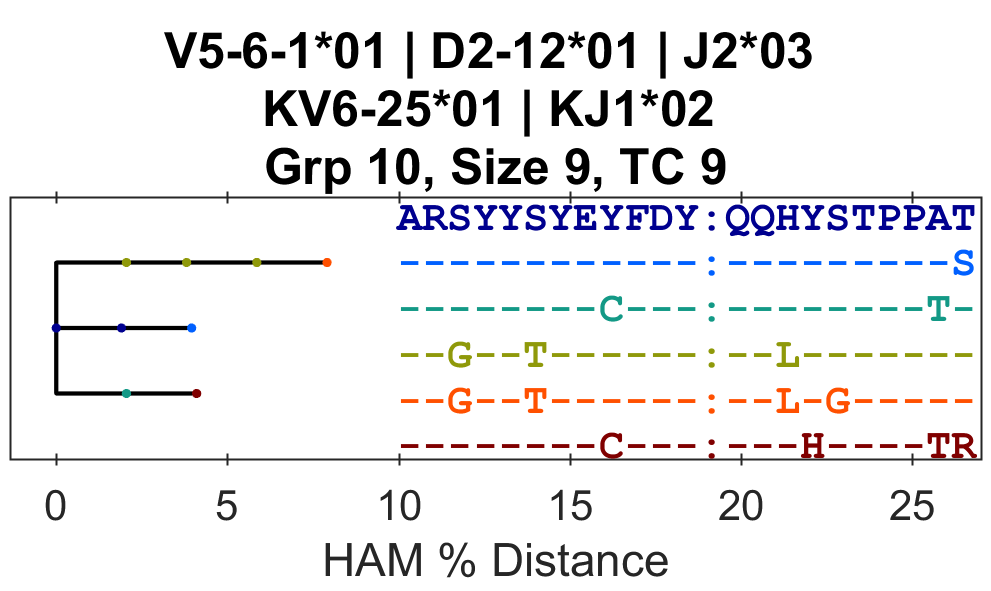 V5-6-1*01 | D2-12*01 | J2*03
KV6-25*01 | KJ1*02
Grp 10, Size 9, TC 9
ARSYYSYEYFDY:QQHYSTPPAT
------------:---------S
--------C---:--------T-
--G--T------:--L-------
--G--T------:--L-G-----
--------C---:---H----TR
0 5 10 15 20 25
HAM % Distance